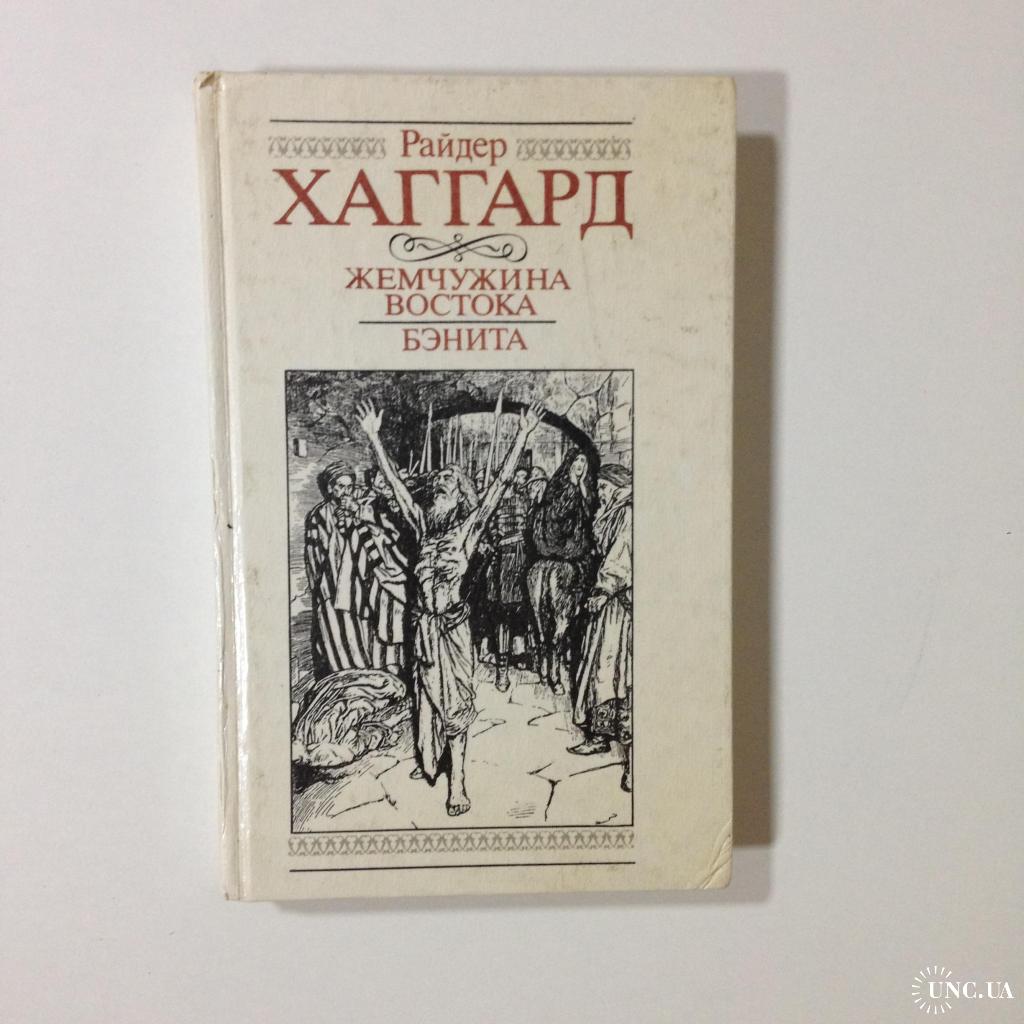 Райдер
ХАГГАРД
ЖЕМЧУЖИНА
ВОСТОКА
БЭНИТА
UNC.UA